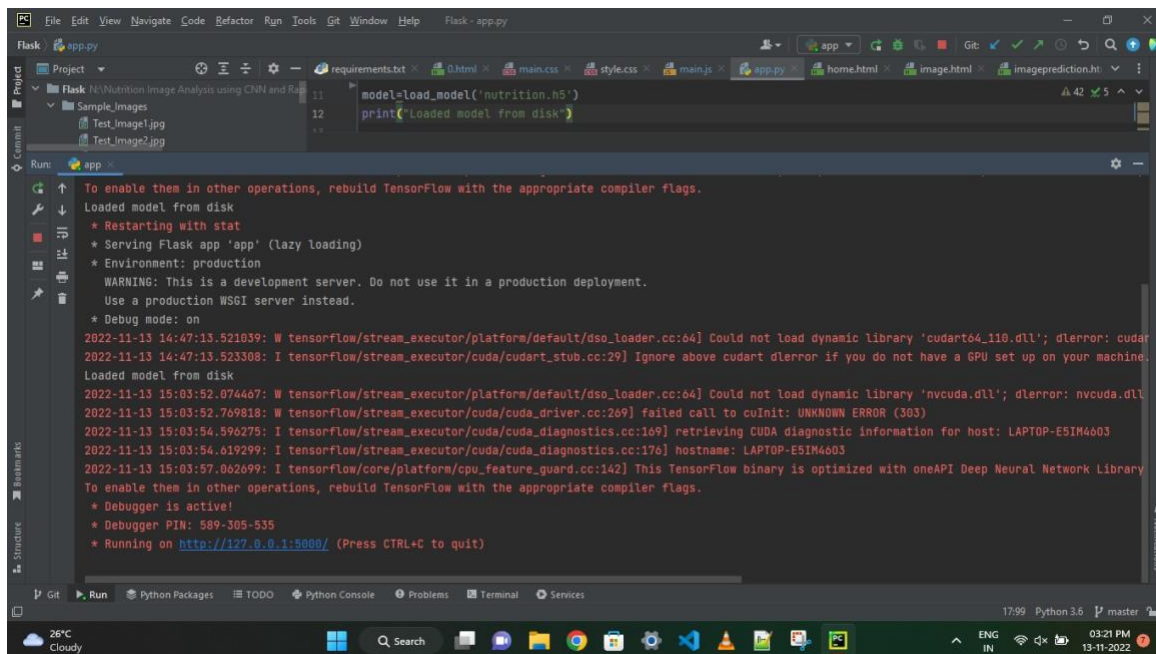 PC File Edit View Navigate Code Refactor Run Tools Git Window Help Flask - app.py
Flask app.py app Git:
Project Project requirements.txt 0.html main.css style.css main.js app.py home.html image.html imageprediction.ht
Flask N:\Nutrition Image Analysis using CNN and Rap 11 model=load_model('nutrition.h5') 42 5
Sample_Images 12 print("Loaded model from disk")
Test_Image1.jpg
Test_Image2.jpg
Commit
Run: app
To enable them in other operations, rebuild TensorFlow with the appropriate compiler flags.
Loaded model from disk
* Restarting with stat
* Serving Flask app 'app' (lazy loading)
* Environment: production
WARNING: This is a development server. Do not use it in a production deployment.
Use a production WSGI server instead.
* Debug mode: on
2022-11-13 14:47:13.521039: W tensorflow/stream_executor/platform/default/dso_loader.cc:64] Could not load dynamic library 'cudart64_110.dll'; dlerror: cudar
2022-11-13 14:47:13.523308: I tensorflow/stream_executor/cuda/cudart_stub.cc:29] Ignore above cudart dlerror if you do not have a GPU set up on your machine.
Loaded model from disk
2022-11-13 15:03:52.074467: W tensorflow/stream_executor/platform/default/dso_loader.cc:64] Could not load dynamic library 'nvcuda.dll'; dlerror: nvcuda.dll
2022-11-13 15:03:52.769818: W tensorflow/stream_executor/cuda/cuda_driver.cc:269] failed call to cuInit: UNKNOWN ERROR (303)
2022-11-13 15:03:54.596275: I tensorflow/stream_executor/cuda/cuda_diagnostics.cc:169] retrieving CUDA diagnostic information for host: LAPTOP-E5IM46O3
2022-11-13 15:03:54.619299: I tensorflow/stream_executor/cuda/cuda_diagnostics.cc:176] hostname: LAPTOP-E5IM46O3
2022-11-13 15:03:57.062699: I tensorflow/core/platform/cpu_feature_guard.cc:142] This TensorFlow binary is optimized with oneAPI Deep Neural Network Library
To enable them in other operations, rebuild TensorFlow with the appropriate compiler flags.
* Debugger is active!
* Debugger PIN: 589-305-535
* Running on http://127.0.0.1:5000/ (Press CTRL+C to quit)
Bookmarks
Structure
Git Run Python Packages TODO Python Console Problems Terminal Services
17:99 Python 3.6 master
26°C
Cloudy
Search
PC
ENG
IN
03:21 PM
13-11-2022
7